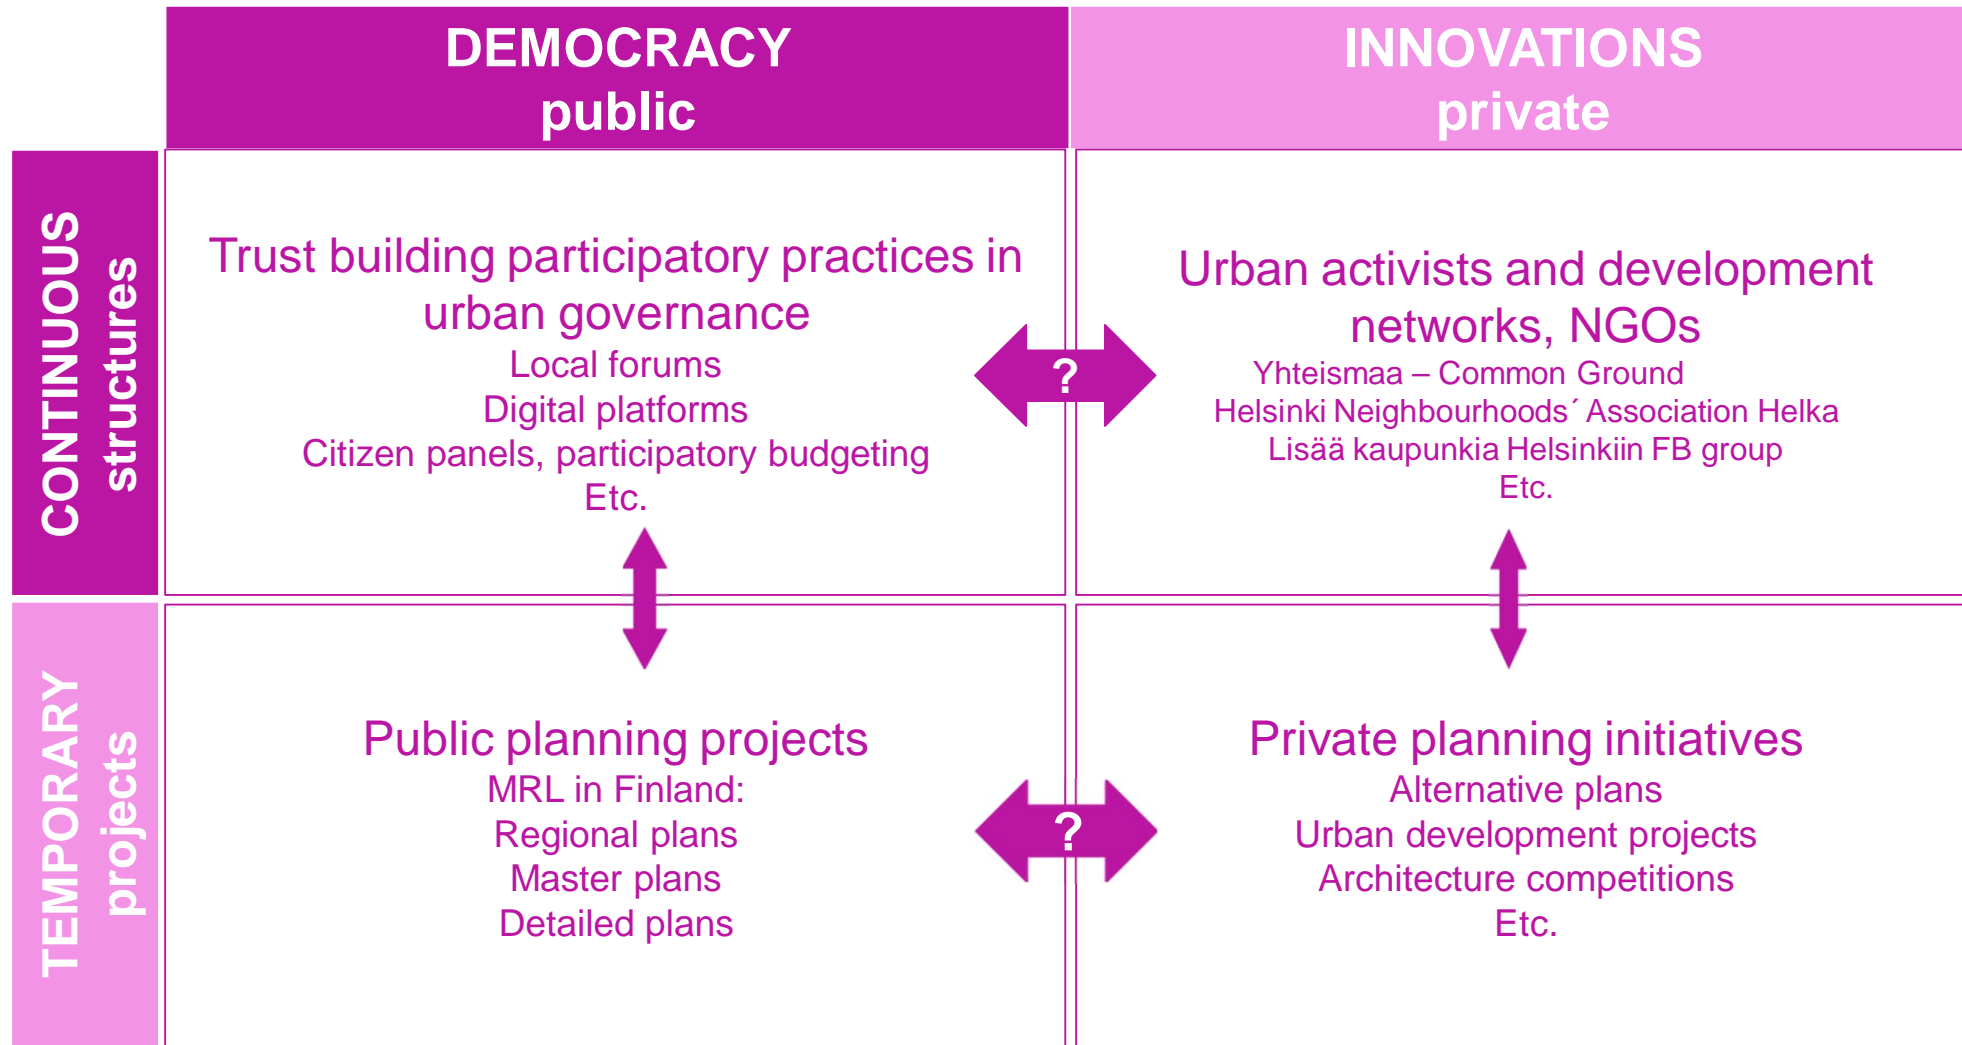 DEMOCRACY
public
INNOVATIONS
private
CONTINUOUS
structures
Trust building participatory practices in
urban governance
Local forums
Digital platforms
Citizen panels, participatory budgeting
Etc.
?
Urban activists and development
networks, NGOs
Yhteismaa – Common Ground
Helsinki Neighbourhoods´ Association Helka
Lisää kaupunkia Helsinkiin FB group
Etc.
TEMPORARY
projects
Public planning projects
MRL in Finland:
Regional plans
Master plans
Detailed plans
?
Private planning initiatives
Alternative plans
Urban development projects
Architecture competitions
Etc.